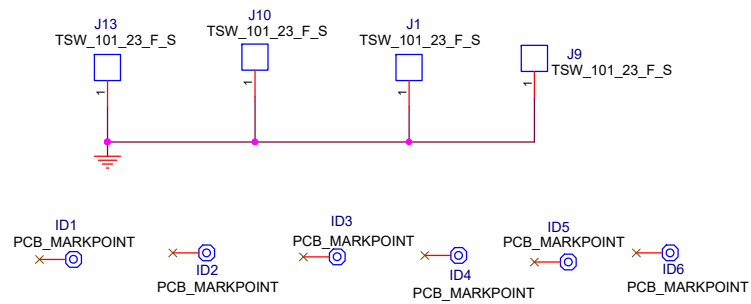 J13
TSW_101_23_F_S
J10
TSW_101_23_F_S
J1
TSW_101_23_F_S
J9
TSW_101_23_F_S
1
1
1
1
ID1
PCB_MARKPOINT
ID2
PCB_MARKPOINT
ID3
PCB_MARKPOINT
ID4
PCB_MARKPOINT
ID5
PCB_MARKPOINT
ID6
PCB_MARKPOINT